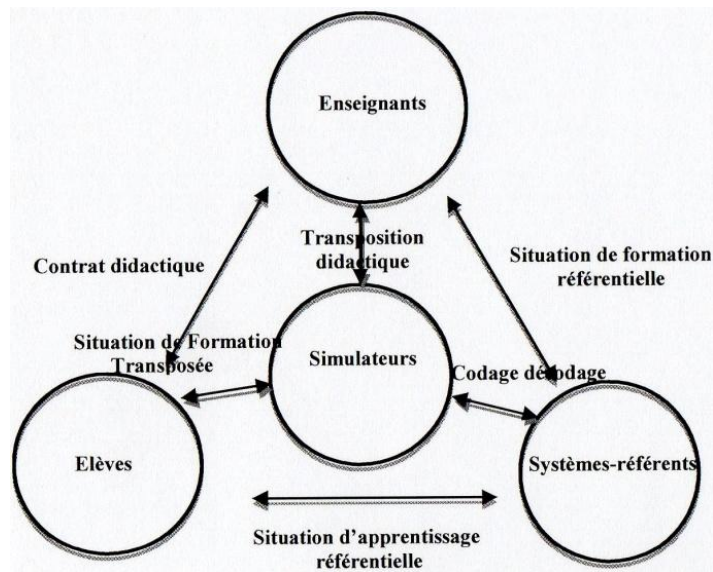 Enseignants
Transposition
didactique
Contrat didactique
Situation de formation
référentielle
Situation de Formation
Transposée
Simulateurs
Codage décodage
Elèves
Systèmes-référents
Situation d'apprentissage
référentielle